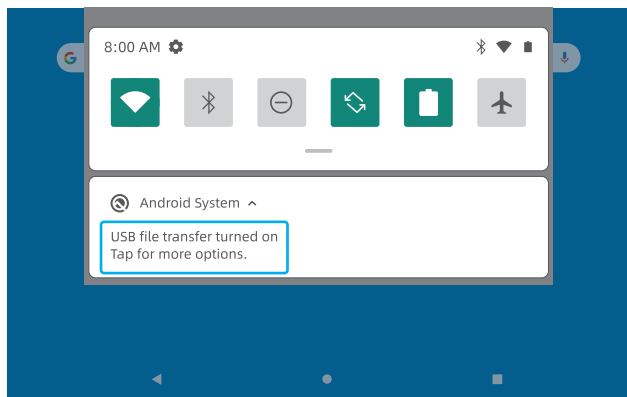 8:00 AM
Android System
USB file transfer turned on
Tap for more options.